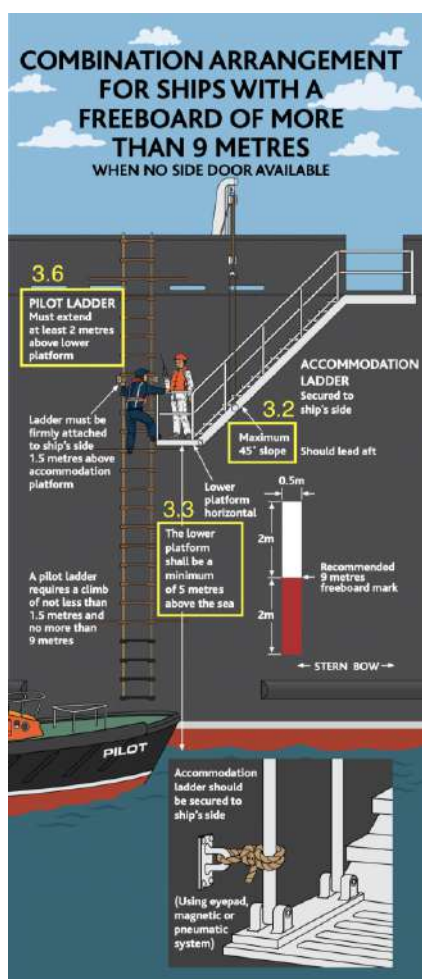 COMBINATION ARRANGEMENT
FOR SHIPS WITH A
FREEBOARD OF MORE
THAN 9 METRES
WHEN NO SIDE DOOR AVAILABLE
3.6
PILOT LADDER
Must extend
at least 2 metres
above lower
platform
Ladder must be
firmly attached
to ship's side
1.5 metres above
accommodation
platform
ACCOMMODATION
LADDER
Secured to
ship's side
3.2
Maximum
45° slope
Should lead aft
Lower
platform
horizontal
3.3
The lower
platform
shall be a
minimum
of 5 metres
above the sea
0.5m
2m
Recommended
9 metres
freeboard mark
2m
A pilot ladder
requires a climb
of not less than
1.5 metres and
no more than
9 metres
STERN BOW
PILOT
Accommodation
ladder should
be secured to
ship's side
(Using eyepad,
magnetic or
pneumatic
system)